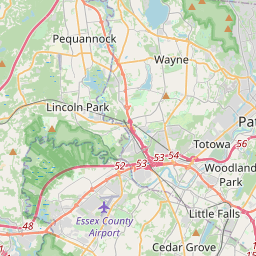 Pequannock
Wayne
Lincoln Park
Pat
Totowa
56
54
53
53
52
Woodland
Park
Little Falls
Essex County
Airport
48
Cedar Grove